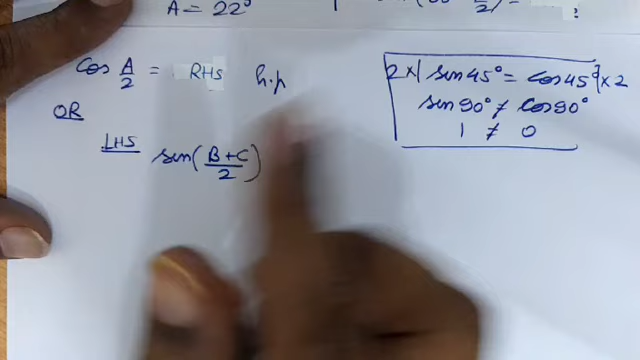 A = 22°
cos A/2 = RHS h.p
OR
LHS sin(B+C/2)
2 × { sin 45° = cos 45° } × 2
sin 90° ≠ cos 90°
1 ≠ 0